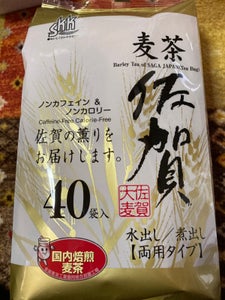 shk
麦茶
Barley Tea of SAGA JAPAN(Tea Bag)
佐賀
ノンカフェイン &
ノンカロリー
Caffeine-Free Calorie-Free
佐賀の薫りを
お届けします。
40袋入
佐賀
大麦
水出し 煮出し
【両用タイプ】
国内焙煎
麦茶